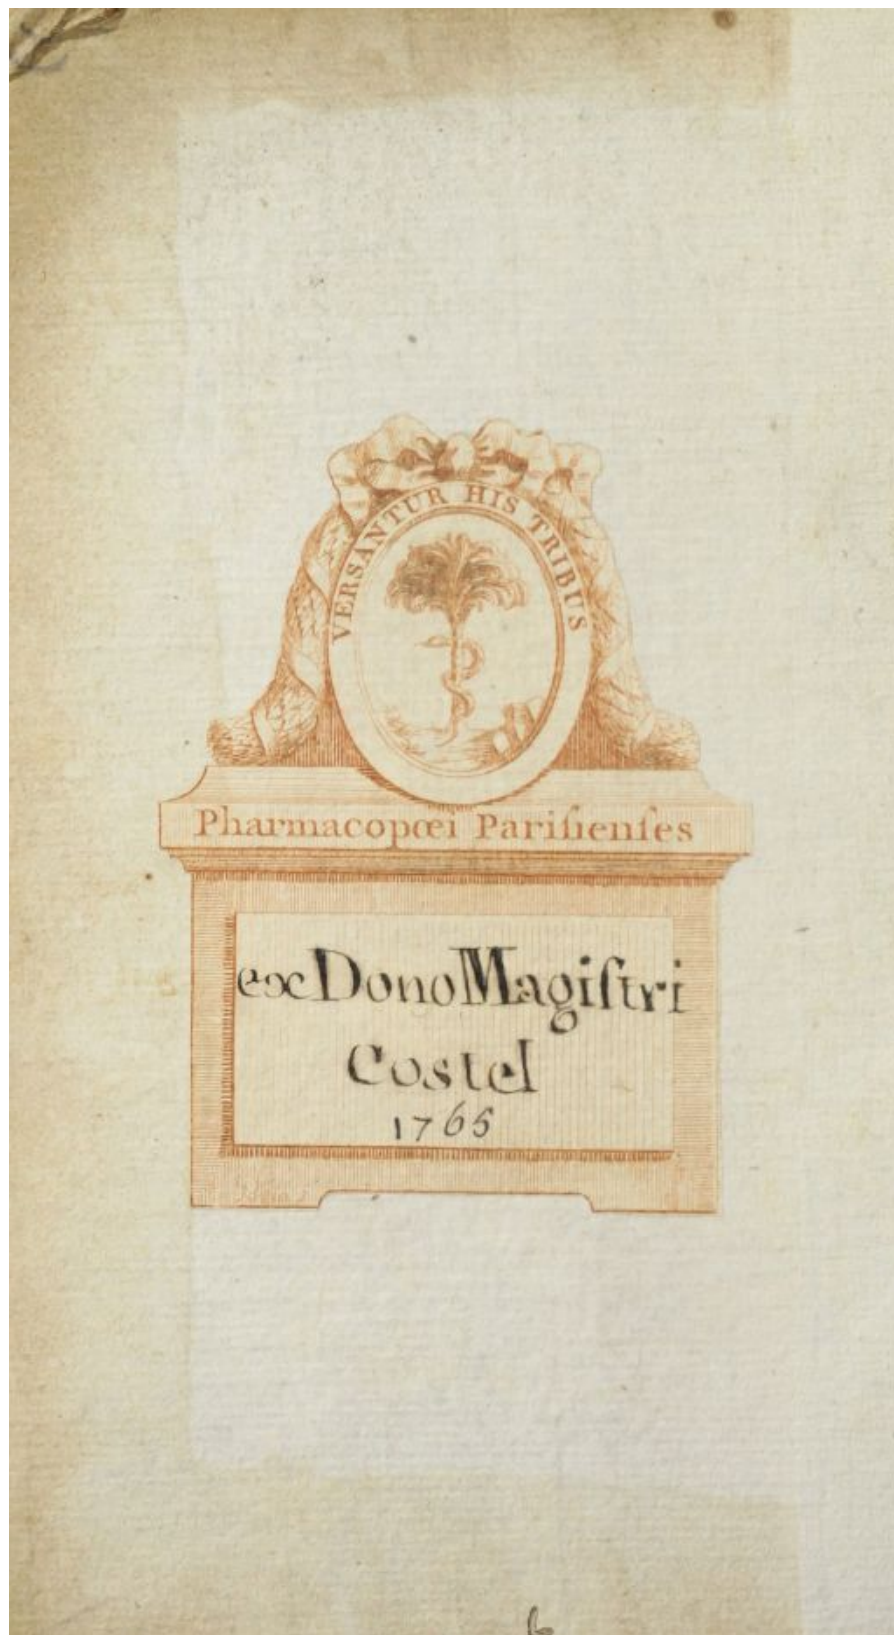 VERSANTUR HIS TRIBUS
Pharmacopœi Pariſienſes
ex Dono Magiſtri
Costel
1765